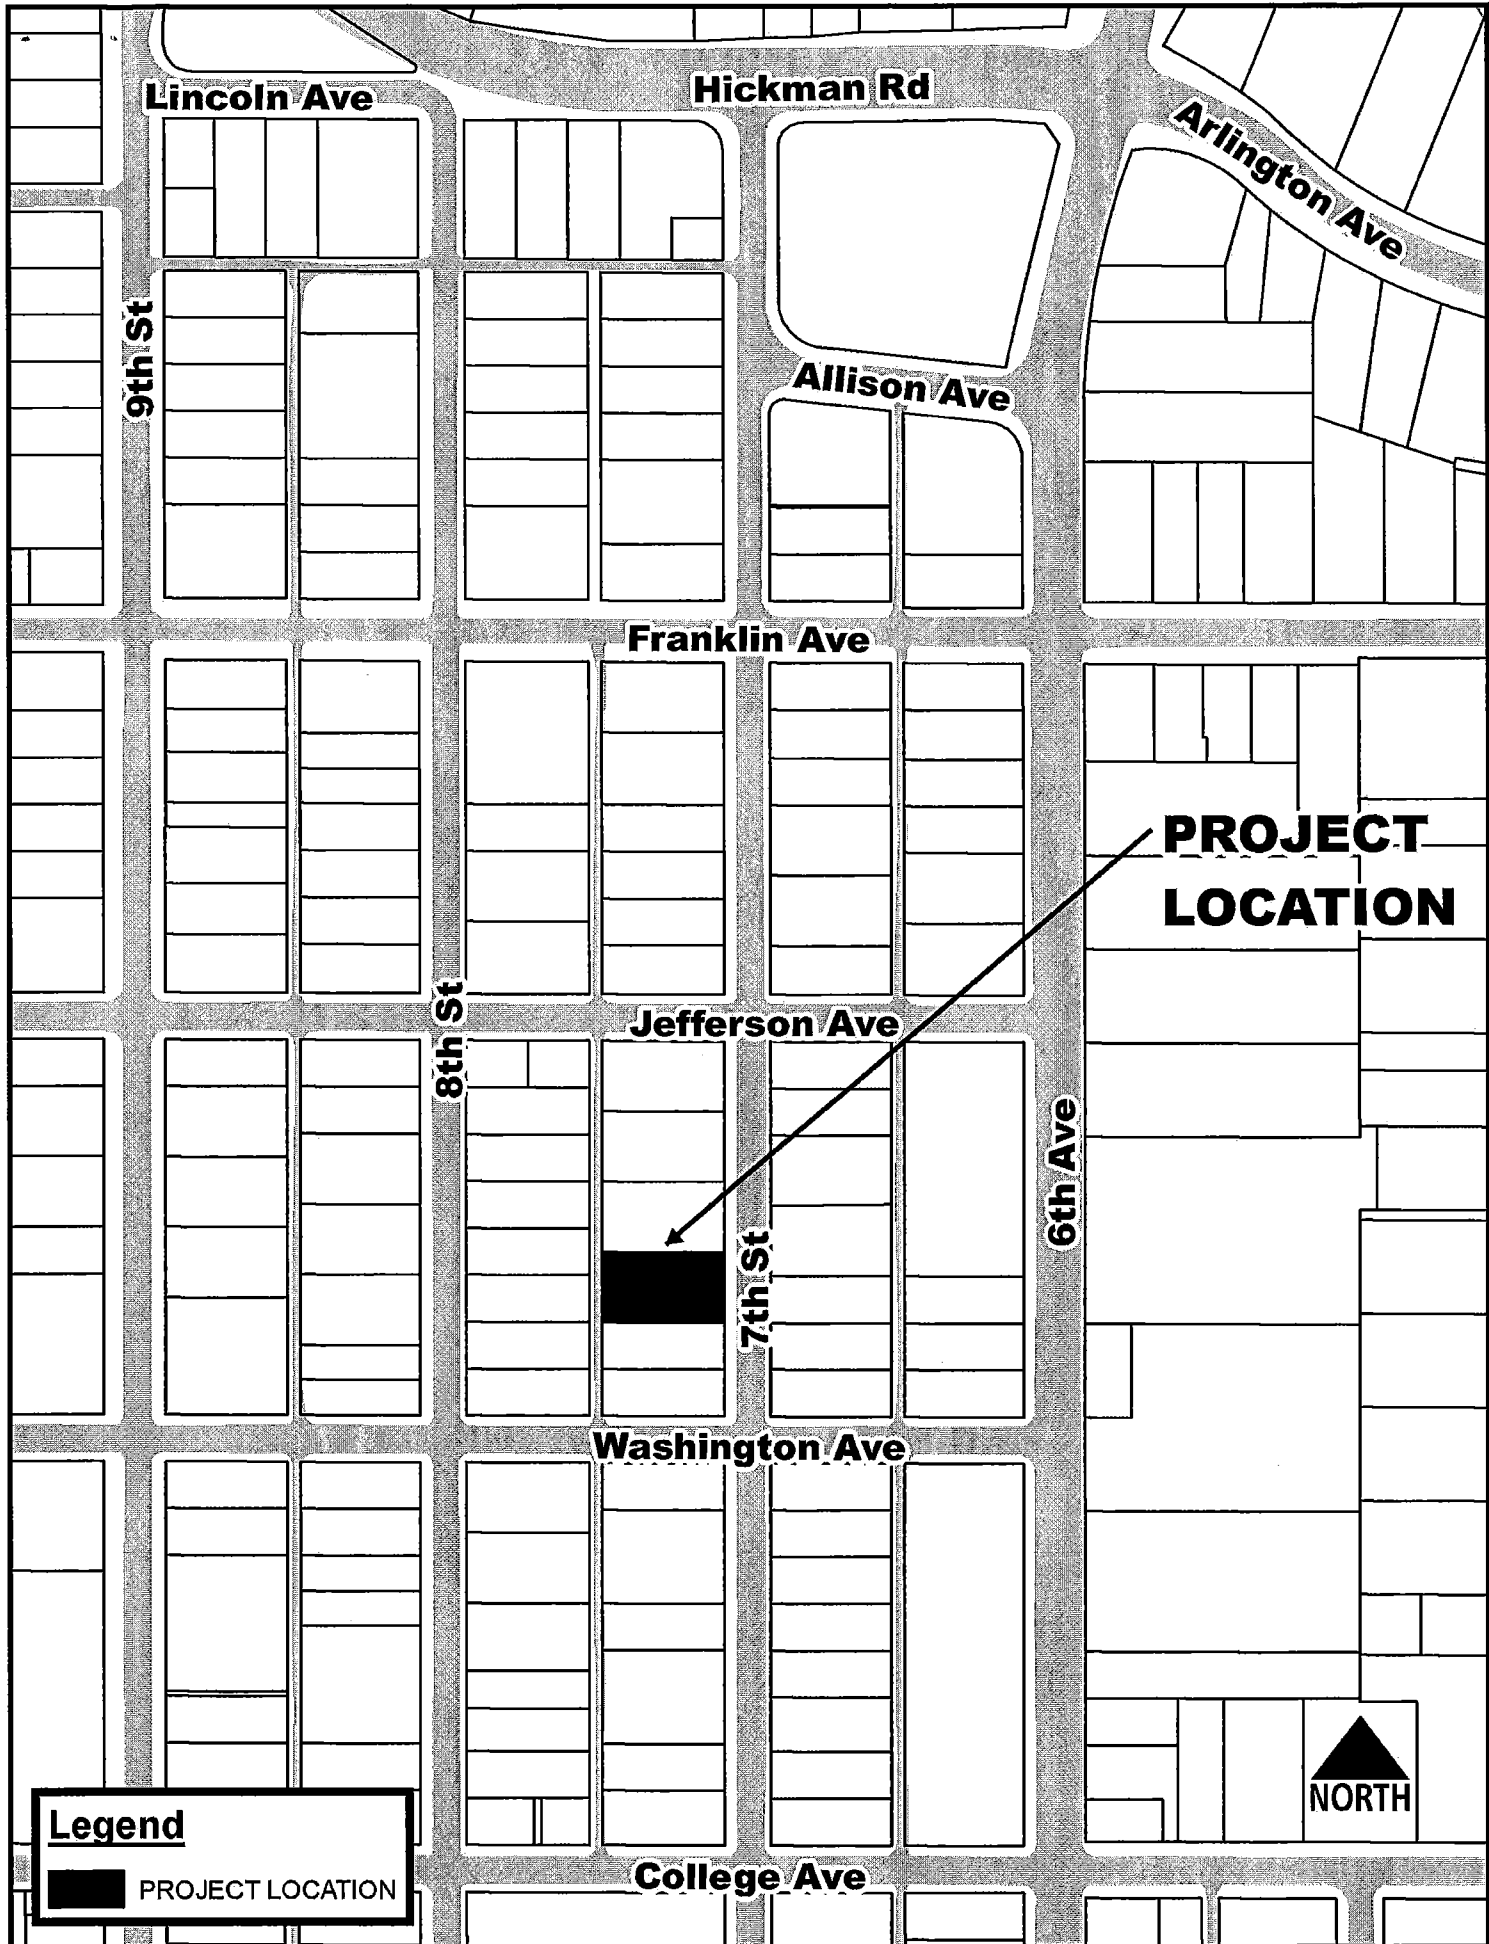 Lincoln Ave
Hickman Rd
Arlington Ave
9th St
Allison Ave
Franklin Ave
PROJECT
LOCATION
8th St
Jefferson Ave
6th Ave
7th St
Washington Ave
NORTH
Legend
PROJECT LOCATION
College Ave